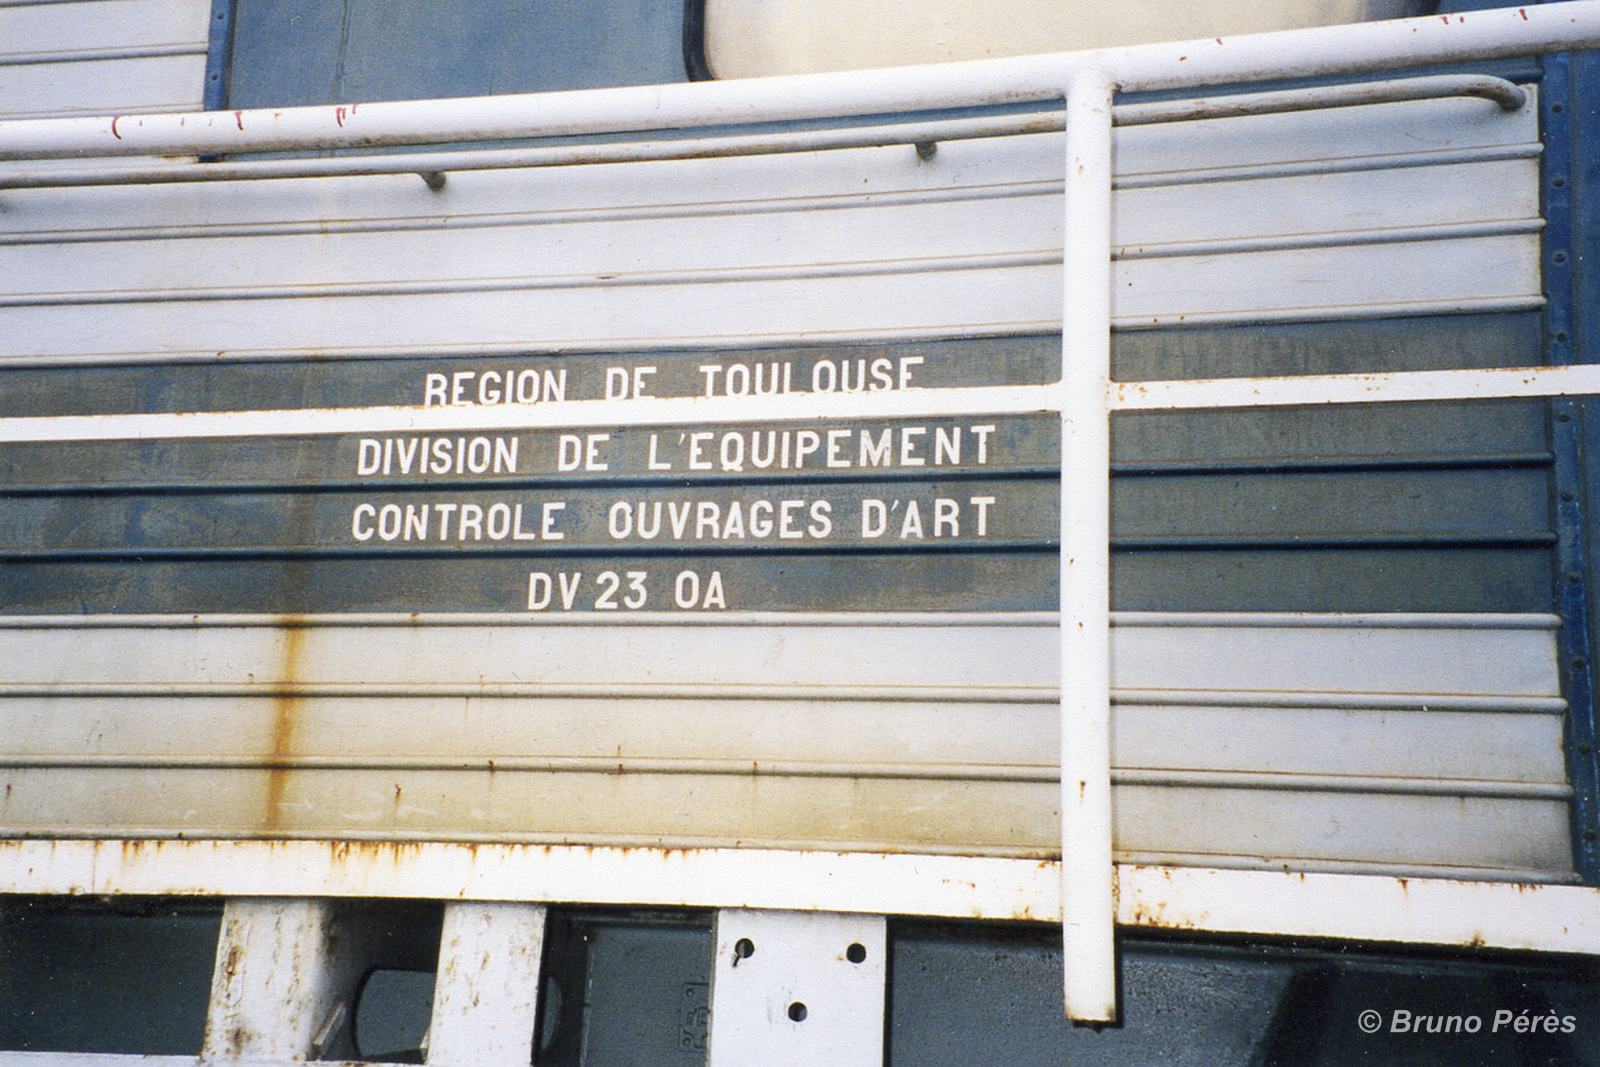 REGION DE TOULOUSE
DIVISION DE L'EQUIPEMENT
CONTROLE OUVRAGES D'ART
DV 23 OA
© Bruno Pérès